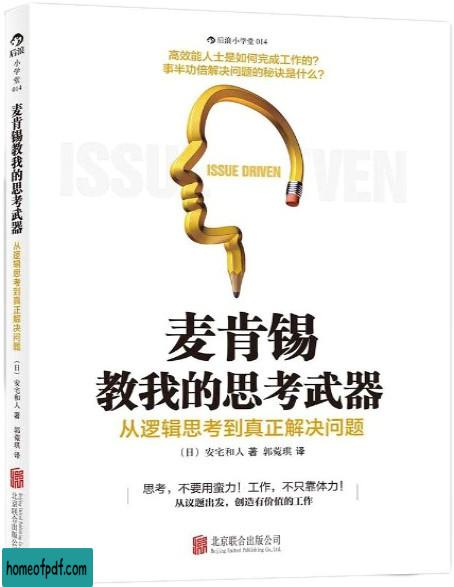 后浪
小学堂
014
麦肯锡教我的思考武器
从逻辑思考到真正解决问题
（日）安宅和人 著
郭菀琪 译
北京联合出版公司
后浪小学堂 014
高效能人士是如何完成工作的？
事半功倍解决问题的秘诀是什么？
ISSUE DRIVEN
ISSUE DRIVEN
麦肯锡
教我的思考武器
从逻辑思考到真正解决问题
（日）安宅和人 著 郭菀琪 译
思考，不要用蛮力！工作，不只靠体力！
从议题出发，创造有价值的工作
北京联合出版公司
Beijing United Publishing Co.,Ltd.
homeofpdf.com